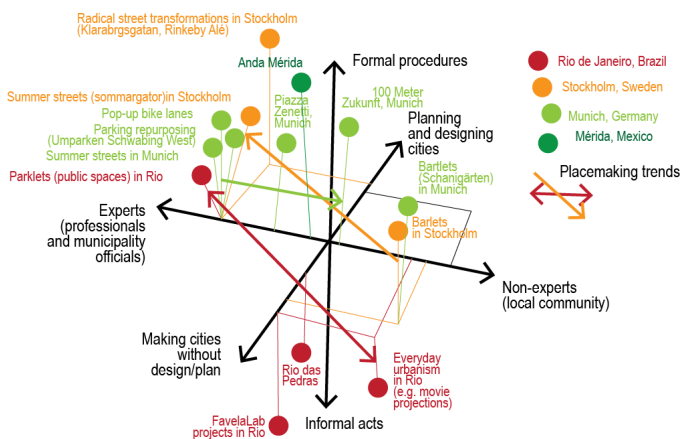 Radical street transformations in Stockholm
(Klarabrgsgatan, Rinkeby Alé)
Anda Mérida
Formal procedures
Rio de Janeiro, Brazil
Stockholm, Sweden
Munich, Germany
Mérida, Mexico
Placemaking trends
Summer streets (sommargator)in Stockholm
Pop-up bike lanes
Parking repurposing
(Umparken Schwabing West)
Summer streets in Munich
Parklets (public spaces) in Rio
Piazza
Zenetti,
Munich
100 Meter
Zukunft, Munich
Planning
and designing
cities
Bartlets
(Schanigärten)
in Munich
Barlets
in Stockholm
Experts
(professionals
and municipality
officials)
Non-experts
(local community)
Making cities
without
design/plan
Rio das
Pedras
Everyday
urbanism
in Rio
(e.g. movie
projections)
FavelaLab
projects in Rio
Informal acts